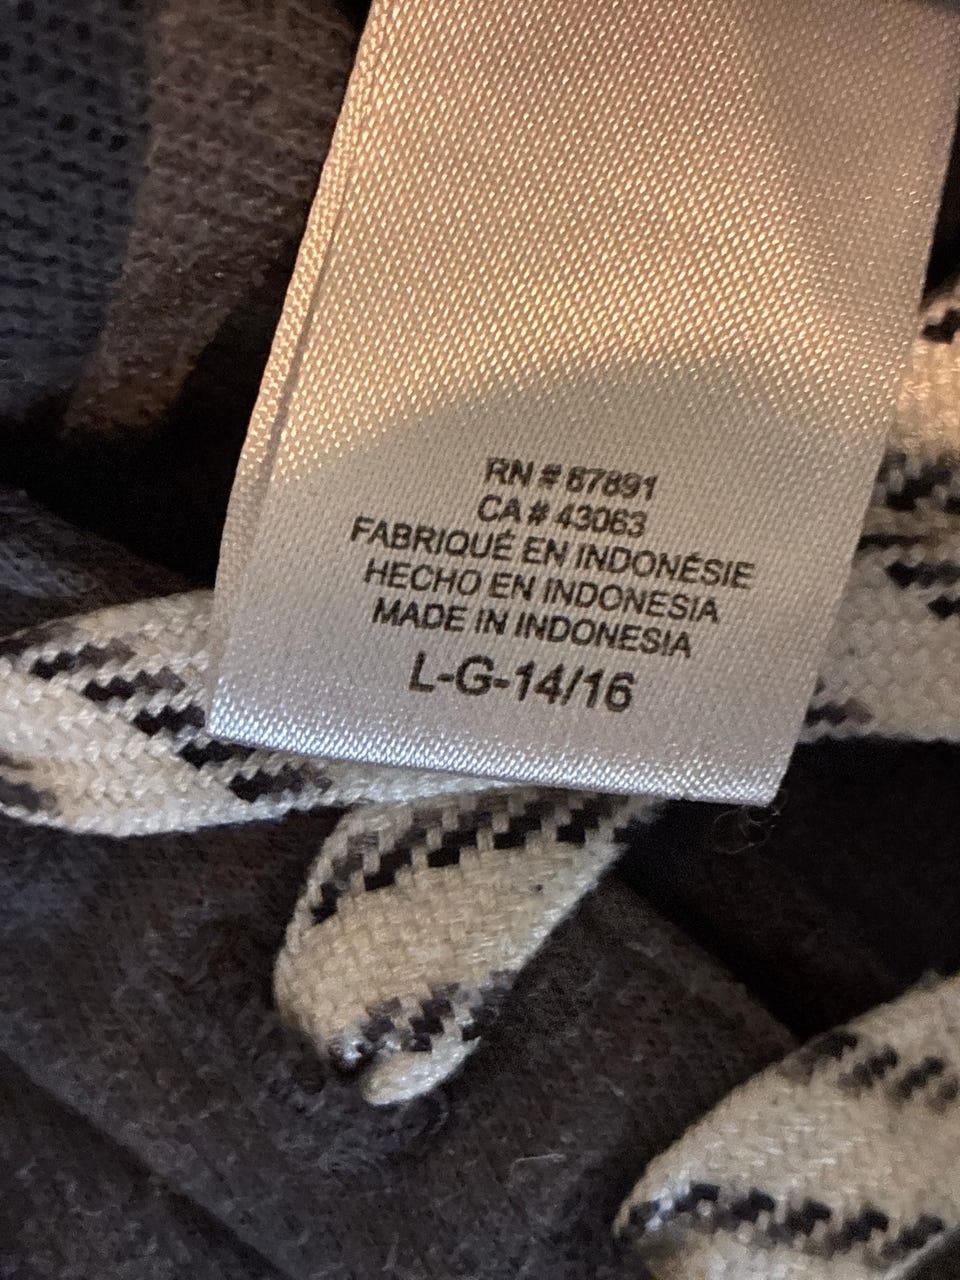 RN # 67891
CA # 43063
FABRIQUÉ EN INDONÉSIE
HECHO EN INDONESIA
MADE IN INDONESIA
L-G-14/16